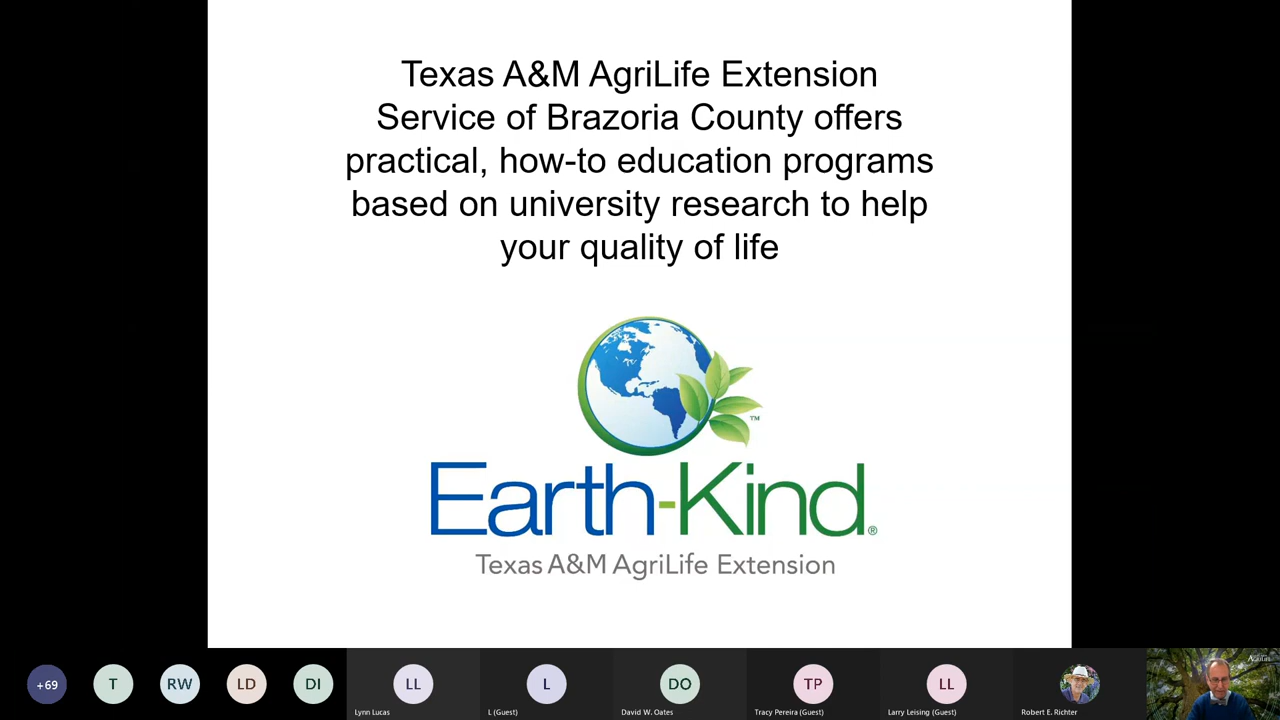 Texas A&M AgriLife Extension
Service of Brazoria County offers
practical, how-to education programs
based on university research to help
your quality of life
™
Earth-Kind®
Texas A&M AgriLife Extension
+69
T
RW
LD
DI
LL
L
DO
TP
LL
Lynn Lucas
L (Guest)
David W. Oates
Tracy Pereira (Guest)
Larry Leising (Guest)
Robert E. Richter